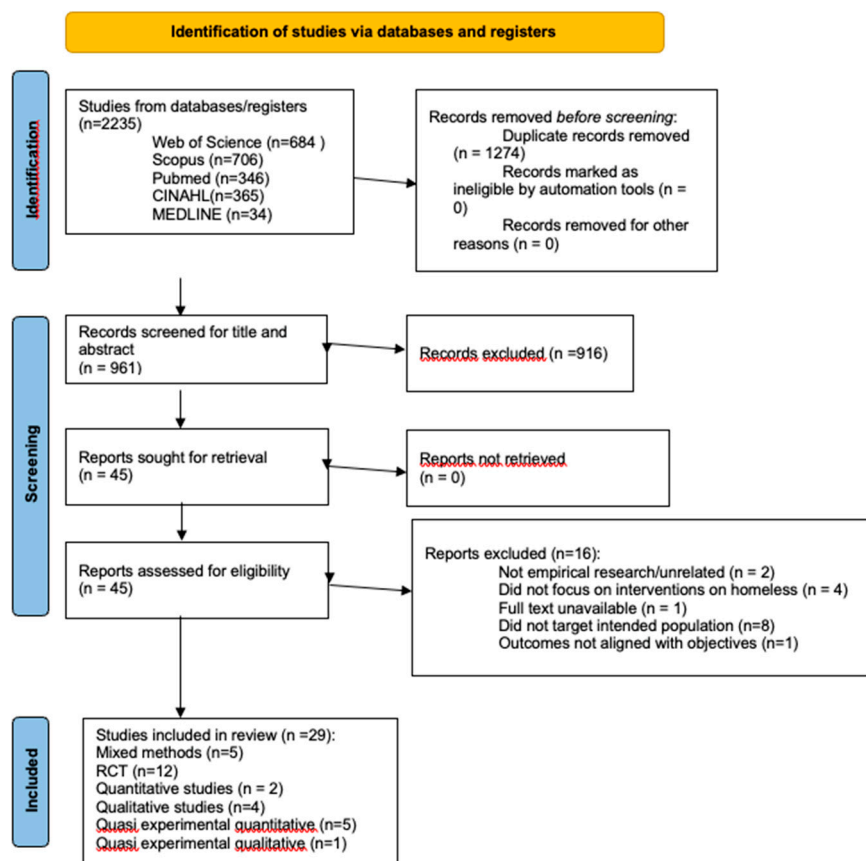 Identification of studies via databases and registers
Identification
Studies from databases/registers
(n=2235)
Web of Science (n=684 )
Scopus (n=706)
Pubmed (n=346)
CINAHL(n=365)
MEDLINE (n=34)
Records removed before screening:
Duplicate records removed
(n = 1274)
Records marked as
ineligible by automation tools (n =
0)
Records removed for other
reasons (n = 0)
Screening
Records screened for title and
abstract
(n = 961)
Records excluded (n =916)
Reports sought for retrieval
(n = 45)
Reports not retrieved
(n = 0)
Reports assessed for eligibility
(n = 45)
Reports excluded (n=16):
Not empirical research/unrelated (n = 2)
Did not focus on interventions on homeless (n = 4)
Full text unavailable (n = 1)
Did not target intended population (n=8)
Outcomes not aligned with objectives (n=1)
Included
Studies included in review (n =29):
Mixed methods (n=5)
RCT (n=12)
Quantitative studies (n = 2)
Qualitative studies (n=4)
Quasi experimental quantitative (n=5)
Quasi experimental qualitative (n=1)